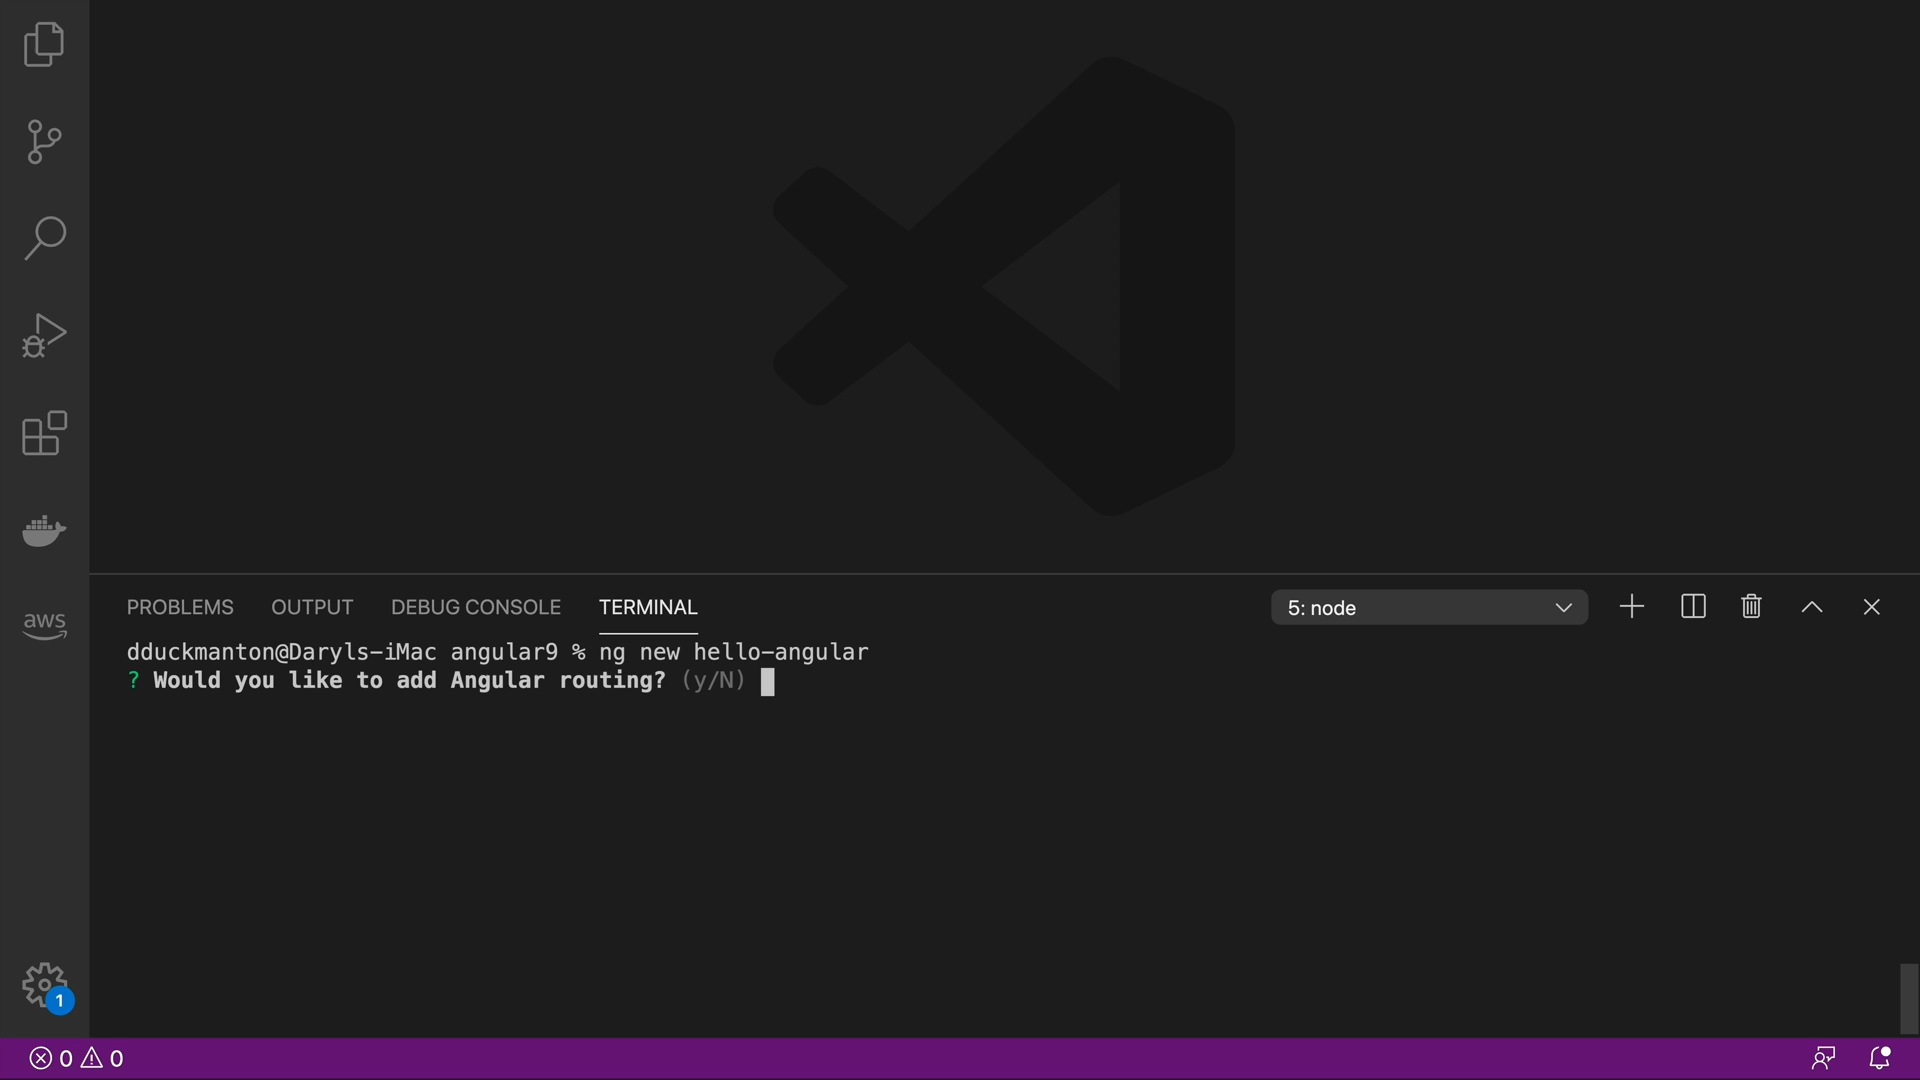 PROBLEMS OUTPUT DEBUG CONSOLE TERMINAL 5: node
dduckmanton@Daryls-iMac angular9 % ng new hello-angular
? Would you like to add Angular routing? (y/N)
aws
1
0 0